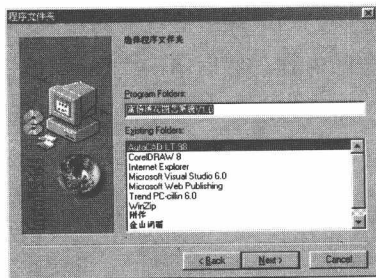 程序文件夹
选择程序文件夹
Program Folders:
Existing Folders:
AutoCAD LT 98
CorelDRAW 8
Internet Explorer
Microsoft Visual Studio 6.0
Microsoft Web Publishing
Trend PC-cillin 6.0
WinZip
附件
金山词霸
< Back
Next >
Cancel